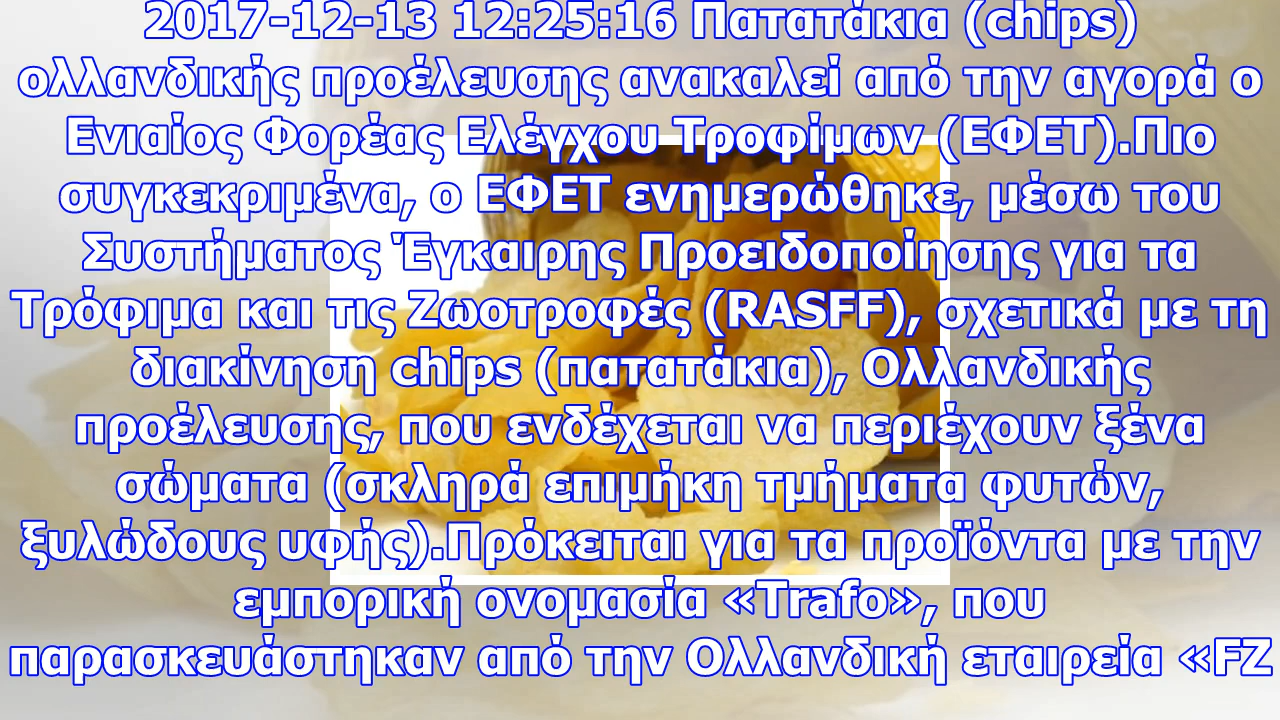 2017-12-13 12:25:16 Πατατάκια (chips)
ολλανδικής προέλευσης ανακαλεί από την αγορά ο
Ενιαίος Φορέας Ελέγχου Τροφίμων (ΕΦΕΤ).Πιο
συγκεκριμένα, ο ΕΦΕΤ ενημερώθηκε, μέσω του
Συστήματος Έγκαιρης Προειδοποίησης για τα
Τρόφιμα και τις Ζωοτροφές (RASFF), σχετικά με τη
διακίνηση chips (πατατάκια), Ολλανδικής
προέλευσης, που ενδέχεται να περιέχουν ξένα
σώματα (σκληρά επιμήκη τμήματα φυτών,
ξυλώδους υφής).Πρόκειται για τα προϊόντα με την
εμπορική ονομασία «Trafo», που
παρασκευάστηκαν από την Ολλανδική εταιρεία «FZ